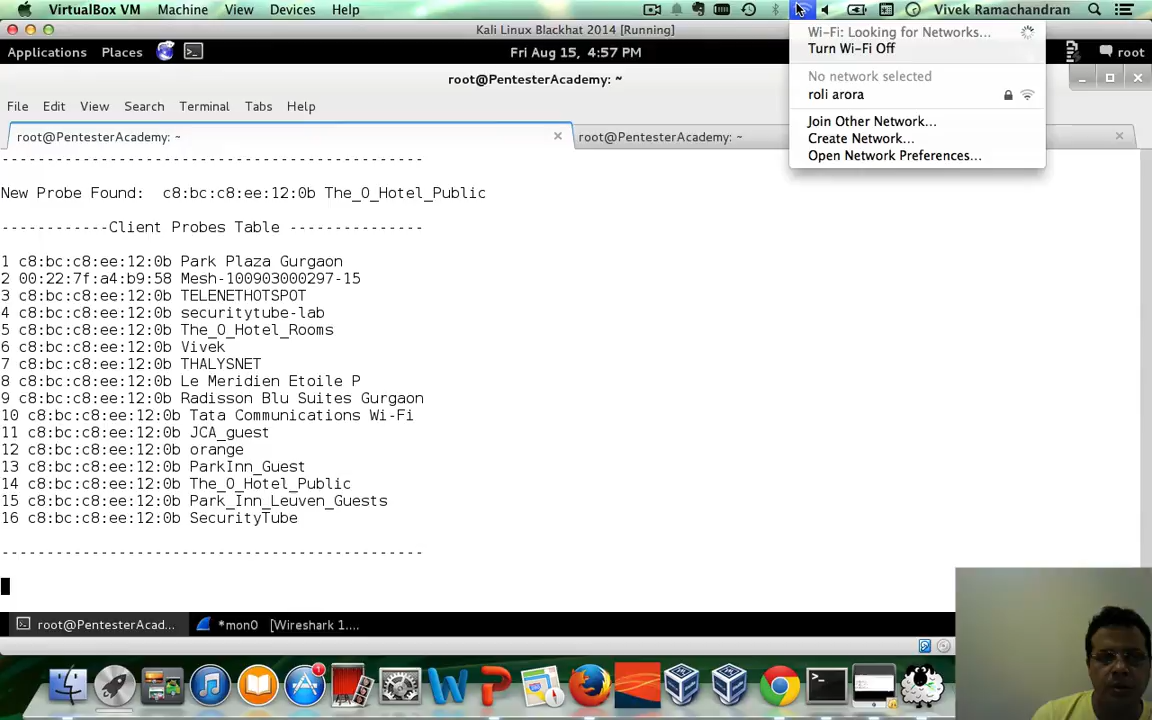 VirtualBox VM Machine View Devices Help
Vivek Ramachandran
Kali Linux Blackhat 2014 [Running]
Applications Places
Fri Aug 15, 4:57 PM
root
Wi-Fi: Looking for Networks...
Turn Wi-Fi Off
No network selected
roli arora
Join Other Network...
Create Network...
Open Network Preferences...
root@PentesterAcademy: ~
File Edit View Search Terminal Tabs Help
root@PentesterAcademy: ~
root@PentesterAcademy: ~
-----------------------------------------------
New Probe Found: c8:bc:c8:ee:12:0b The_O_Hotel_Public
------------Client Probes Table ---------------
1 c8:bc:c8:ee:12:0b Park Plaza Gurgaon
2 00:22:7f:a4:b9:58 Mesh-100903000297-15
3 c8:bc:c8:ee:12:0b TELENETHOTSPOT
4 c8:bc:c8:ee:12:0b securitytube-lab
5 c8:bc:c8:ee:12:0b The_O_Hotel_Rooms
6 c8:bc:c8:ee:12:0b Vivek
7 c8:bc:c8:ee:12:0b THALYSNET
8 c8:bc:c8:ee:12:0b Le Meridien Etoile P
9 c8:bc:c8:ee:12:0b Radisson Blu Suites Gurgaon
10 c8:bc:c8:ee:12:0b Tata Communications Wi-Fi
11 c8:bc:c8:ee:12:0b JCA_guest
12 c8:bc:c8:ee:12:0b orange
13 c8:bc:c8:ee:12:0b ParkInn_Guest
14 c8:bc:c8:ee:12:0b The_O_Hotel_Public
15 c8:bc:c8:ee:12:0b Park_Inn_Leuven_Guests
16 c8:bc:c8:ee:12:0b SecurityTube
-----------------------------------------------
root@PentesterAcad...
*mon0 [Wireshark 1....
1